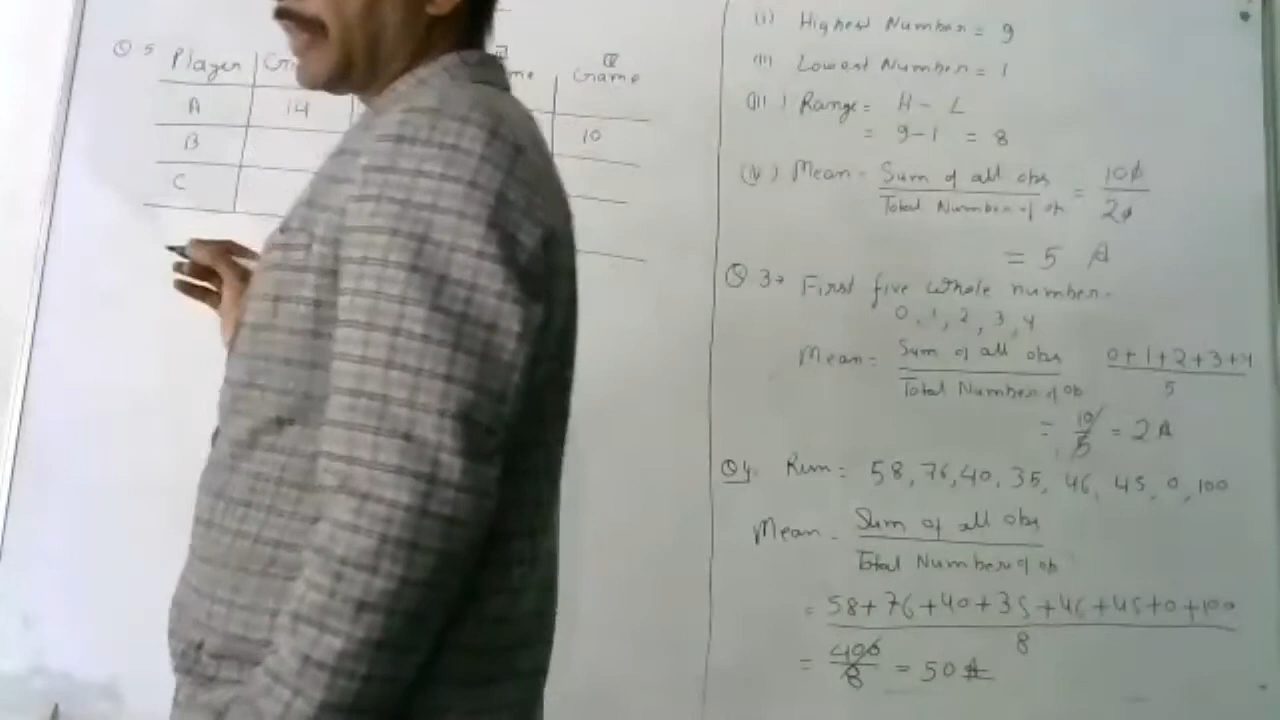 Q 5 Player Game
IV
Game
A 14
B 10
C
(i) Highest Number = 9
(ii) Lowest Number = 1
(iii) Range = H - L
= 9-1 = 8
(iv) Mean = Sum of all obs / Total Number of ob = 100 / 20
= 5 A
Q 3→ First five whole number.
0, 1, 2, 3, 4
Mean = Sum of all obs / Total Number of ob 0+1+2+3+4 / 5
= 10/5 = 2 A
Q4. Run = 58, 76, 40, 35, 46, 45, 0, 100
Mean = Sum of all obs / Total Number of ob
= 58+76+40+35+46+45+0+100 / 8
= 400/8 = 50 A